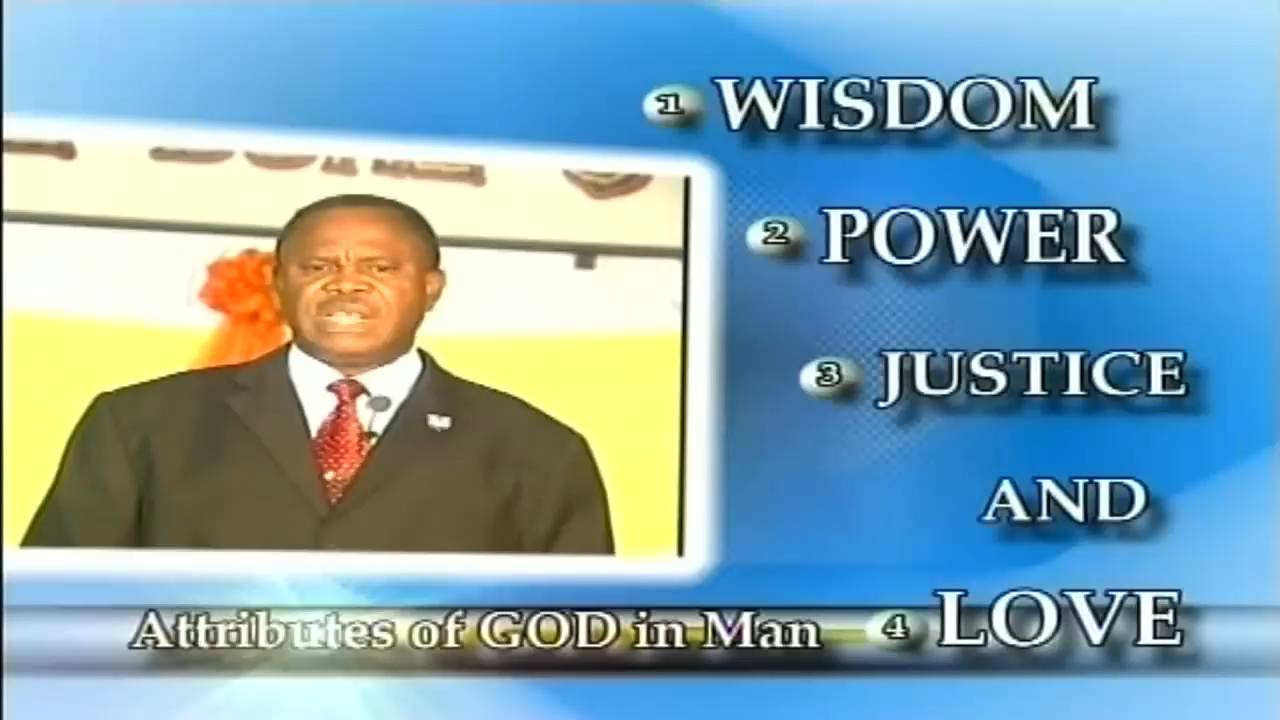 1 WISDOM
2 POWER
3 JUSTICE
AND
4 LOVE
Attributes of GOD in Man